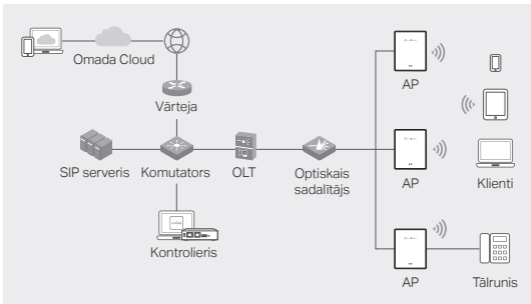 Omada Cloud
Vārteja
AP
SIP serveris
Komutators
OLT
Optiskais
sadalītājs
AP
Klienti
Kontrolieris
AP
Tālrunis